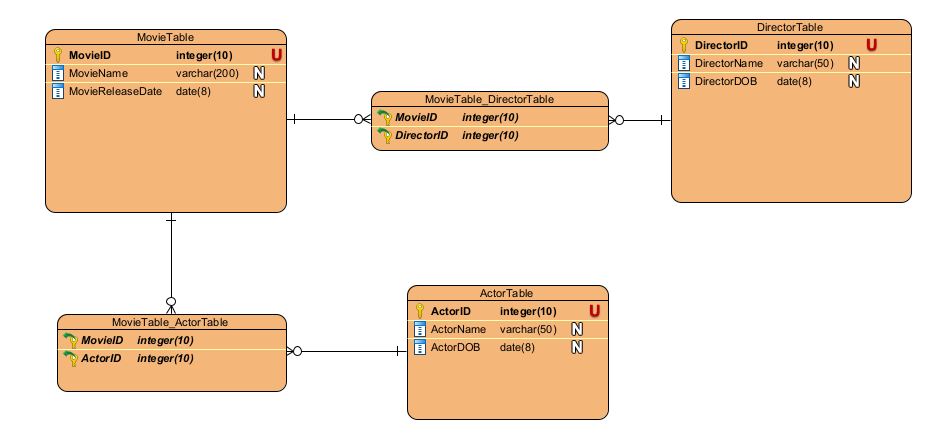 MovieTable
MovieID integer(10) U
MovieName varchar(200) N
MovieReleaseDate date(8) N
DirectorTable
DirectorID integer(10) U
DirectorName varchar(50) N
DirectorDOB date(8) N
MovieTable_DirectorTable
MovieID integer(10)
DirectorID integer(10)
MovieTable_ActorTable
MovieID integer(10)
ActorID integer(10)
ActorTable
ActorID integer(10) U
ActorName varchar(50) N
ActorDOB date(8) N